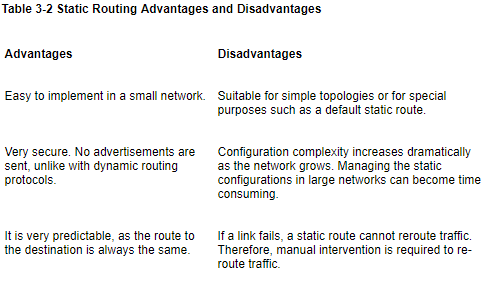 Table 3-2 Static Routing Advantages and Disadvantages
Advantages
Disadvantages
Easy to implement in a small network.
Suitable for simple topologies or for special
purposes such as a default static route.
Very secure. No advertisements are
sent, unlike with dynamic routing
protocols.
Configuration complexity increases dramatically
as the network grows. Managing the static
configurations in large networks can become time
consuming.
It is very predictable, as the route to
the destination is always the same.
If a link fails, a static route cannot reroute traffic.
Therefore, manual intervention is required to re-
route traffic.